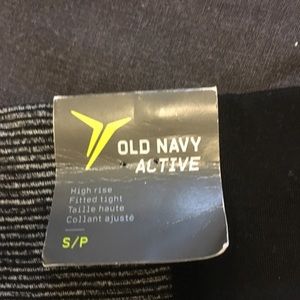 OLD NAVY
ACTIVE
High rise
Fitted tight
Taille haute
Collant ajusté
S/P